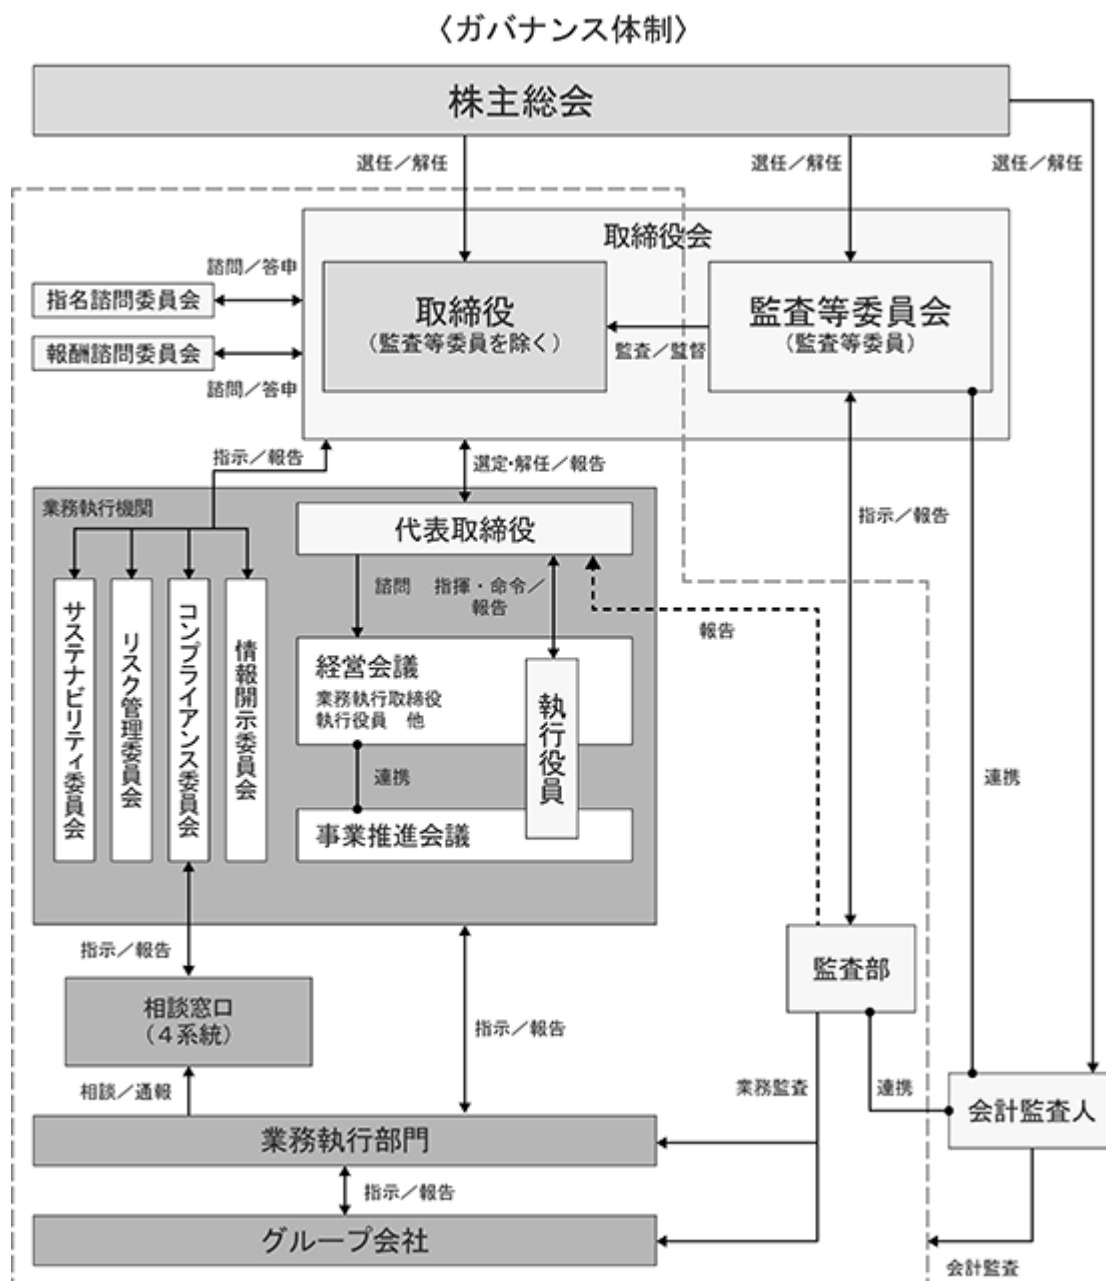 〈ガバナンス体制〉
株主総会
選任／解任
選任／解任
選任／解任
取締役会
諮問／答申
指名諮問委員会
報酬諮問委員会
諮問／答申
取締役
（監査等委員を除く）
監査／監督
監査等委員会
（監査等委員）
指示／報告
選定・解任／報告
指示／報告
業務執行機関
代表取締役
諮問
指揮・命令／
報告
報告
サステナビリティ委員会
リスク管理委員会
コンプライアンス委員会
情報開示委員会
経営会議
業務執行取締役
執行役員　他
執行役員
連携
事業推進会議
連携
指示／報告
相談窓口
（４系統）
指示／報告
監査部
相談／通報
業務監査
連携
会計監査人
業務執行部門
指示／報告
グループ会社
会計監査